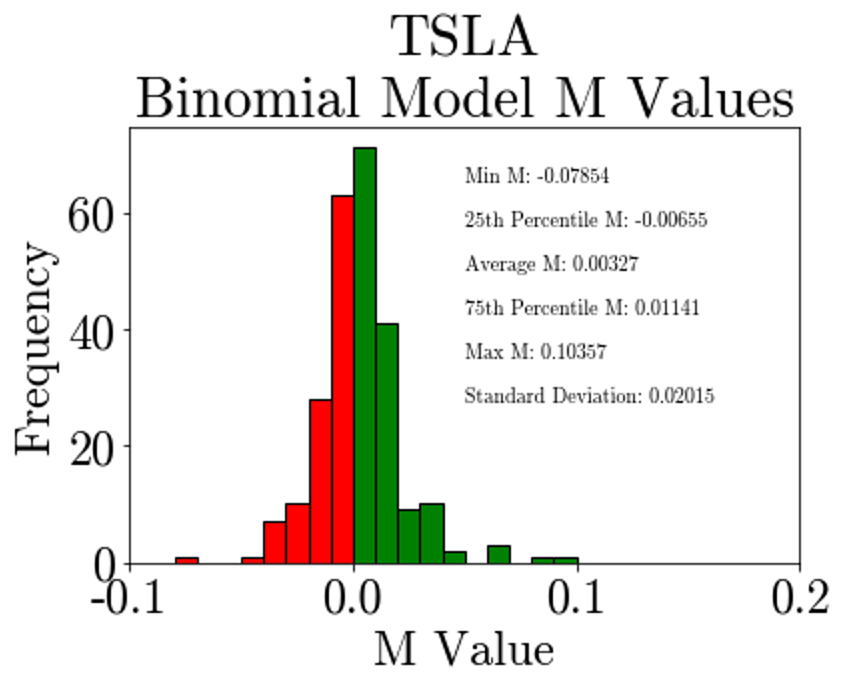 TSLA
Binomial Model M Values
Min M: -0.07854
25th Percentile M: -0.00655
Average M: 0.00327
75th Percentile M: 0.01141
Max M: 0.10357
Standard Deviation: 0.02015
Frequency
60
40
20
0
-0.1
0.0
0.1
0.2
M Value